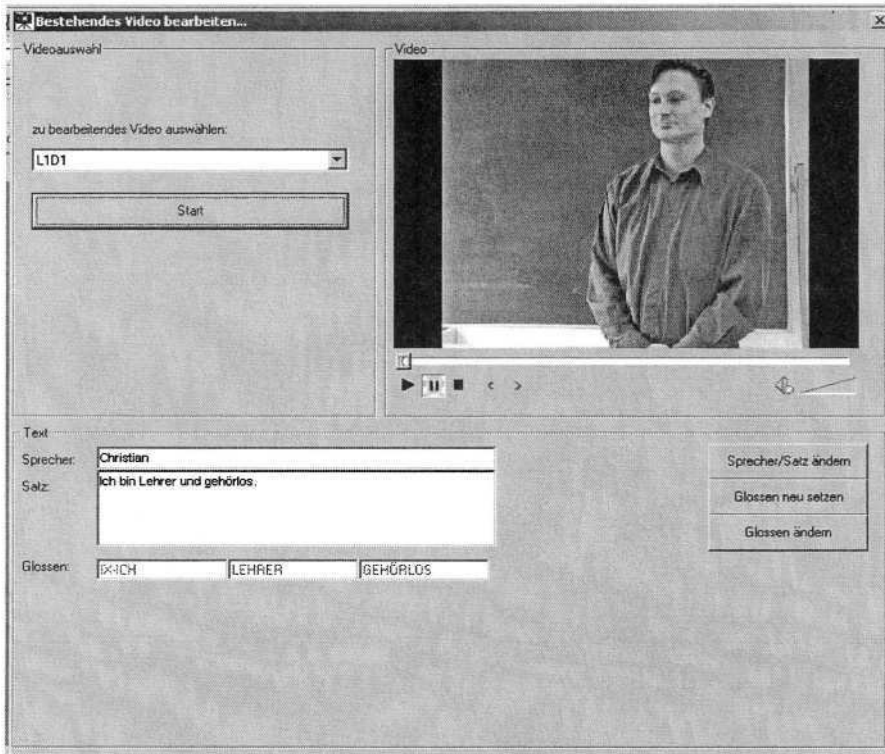 Bestehendes Video bearbeiten...
Videoauswahl
zu bearbeitendes Video auswählen:
L1D1
Start
Video
Text
Sprecher:
Christian
Satz:
Ich bin Lehrer und gehörlos.
Glossen:
IX-ICH
LEHRER
GEHÖRLOS
Sprecher/Satz ändern
Glossen neu setzen
Glossen ändern